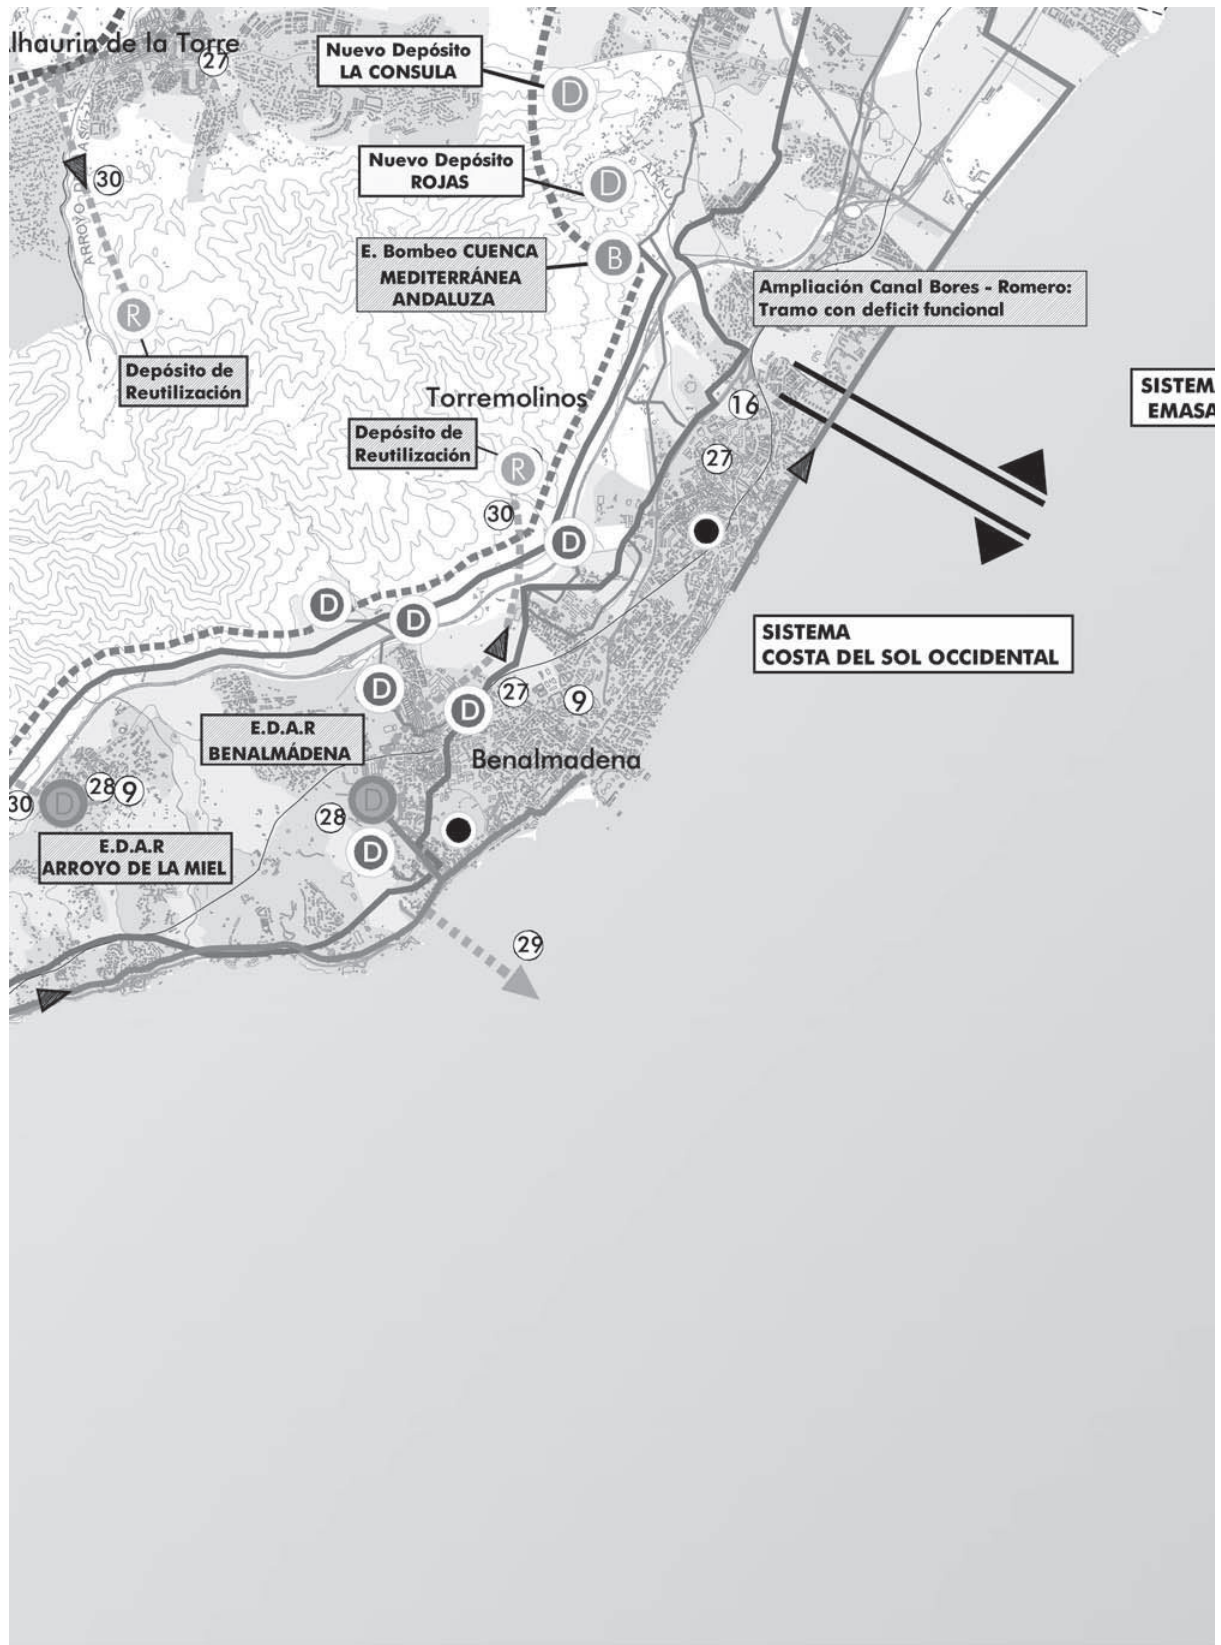 lhaurin de la Torre
27
Nuevo Depósito
LA CONSULA
D
Nuevo Depósito
ROJAS
D
30
E. Bombeo CUENCA
MEDITERRÁNEA
ANDALUZA
B
Ampliación Canal Bores - Romero:
Tramo con deficit funcional
R
Depósito de
Reutilización
Torremolinos
16
SISTEM
EMASA
Depósito de
Reutilización
R
27
30
D
D
D
SISTEMA
COSTA DEL SOL OCCIDENTAL
D
27
9
D
E.D.A.R
BENALMÁDENA
Benalmadena
30
D
28
9
D
28
E.D.A.R
ARROYO DE LA MIEL
D
29